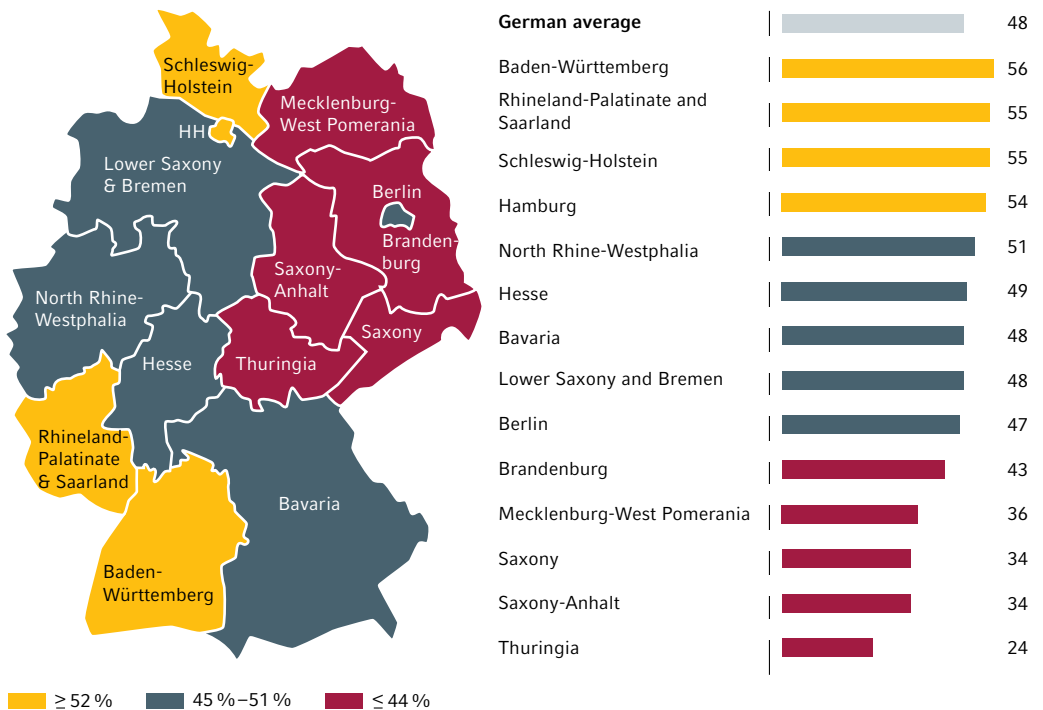 Schleswig-
Holstein
Mecklenburg-
West Pomerania
HH
Lower Saxony
& Bremen
Berlin
Branden-
burg
Saxony-
Anhalt
North Rhine-
Westphalia
Saxony
Hesse
Thuringia
Rhineland-
Palatinate
& Saarland
Bavaria
Baden-
Württemberg
≥ 52 %
45 %–51 %
≤ 44 %
German average 48
Baden-Württemberg 56
Rhineland-Palatinate and
Saarland 55
Schleswig-Holstein 55
Hamburg 54
North Rhine-Westphalia 51
Hesse 49
Bavaria 48
Lower Saxony and Bremen 48
Berlin 47
Brandenburg 43
Mecklenburg-West Pomerania 36
Saxony 34
Saxony-Anhalt 34
Thuringia 24